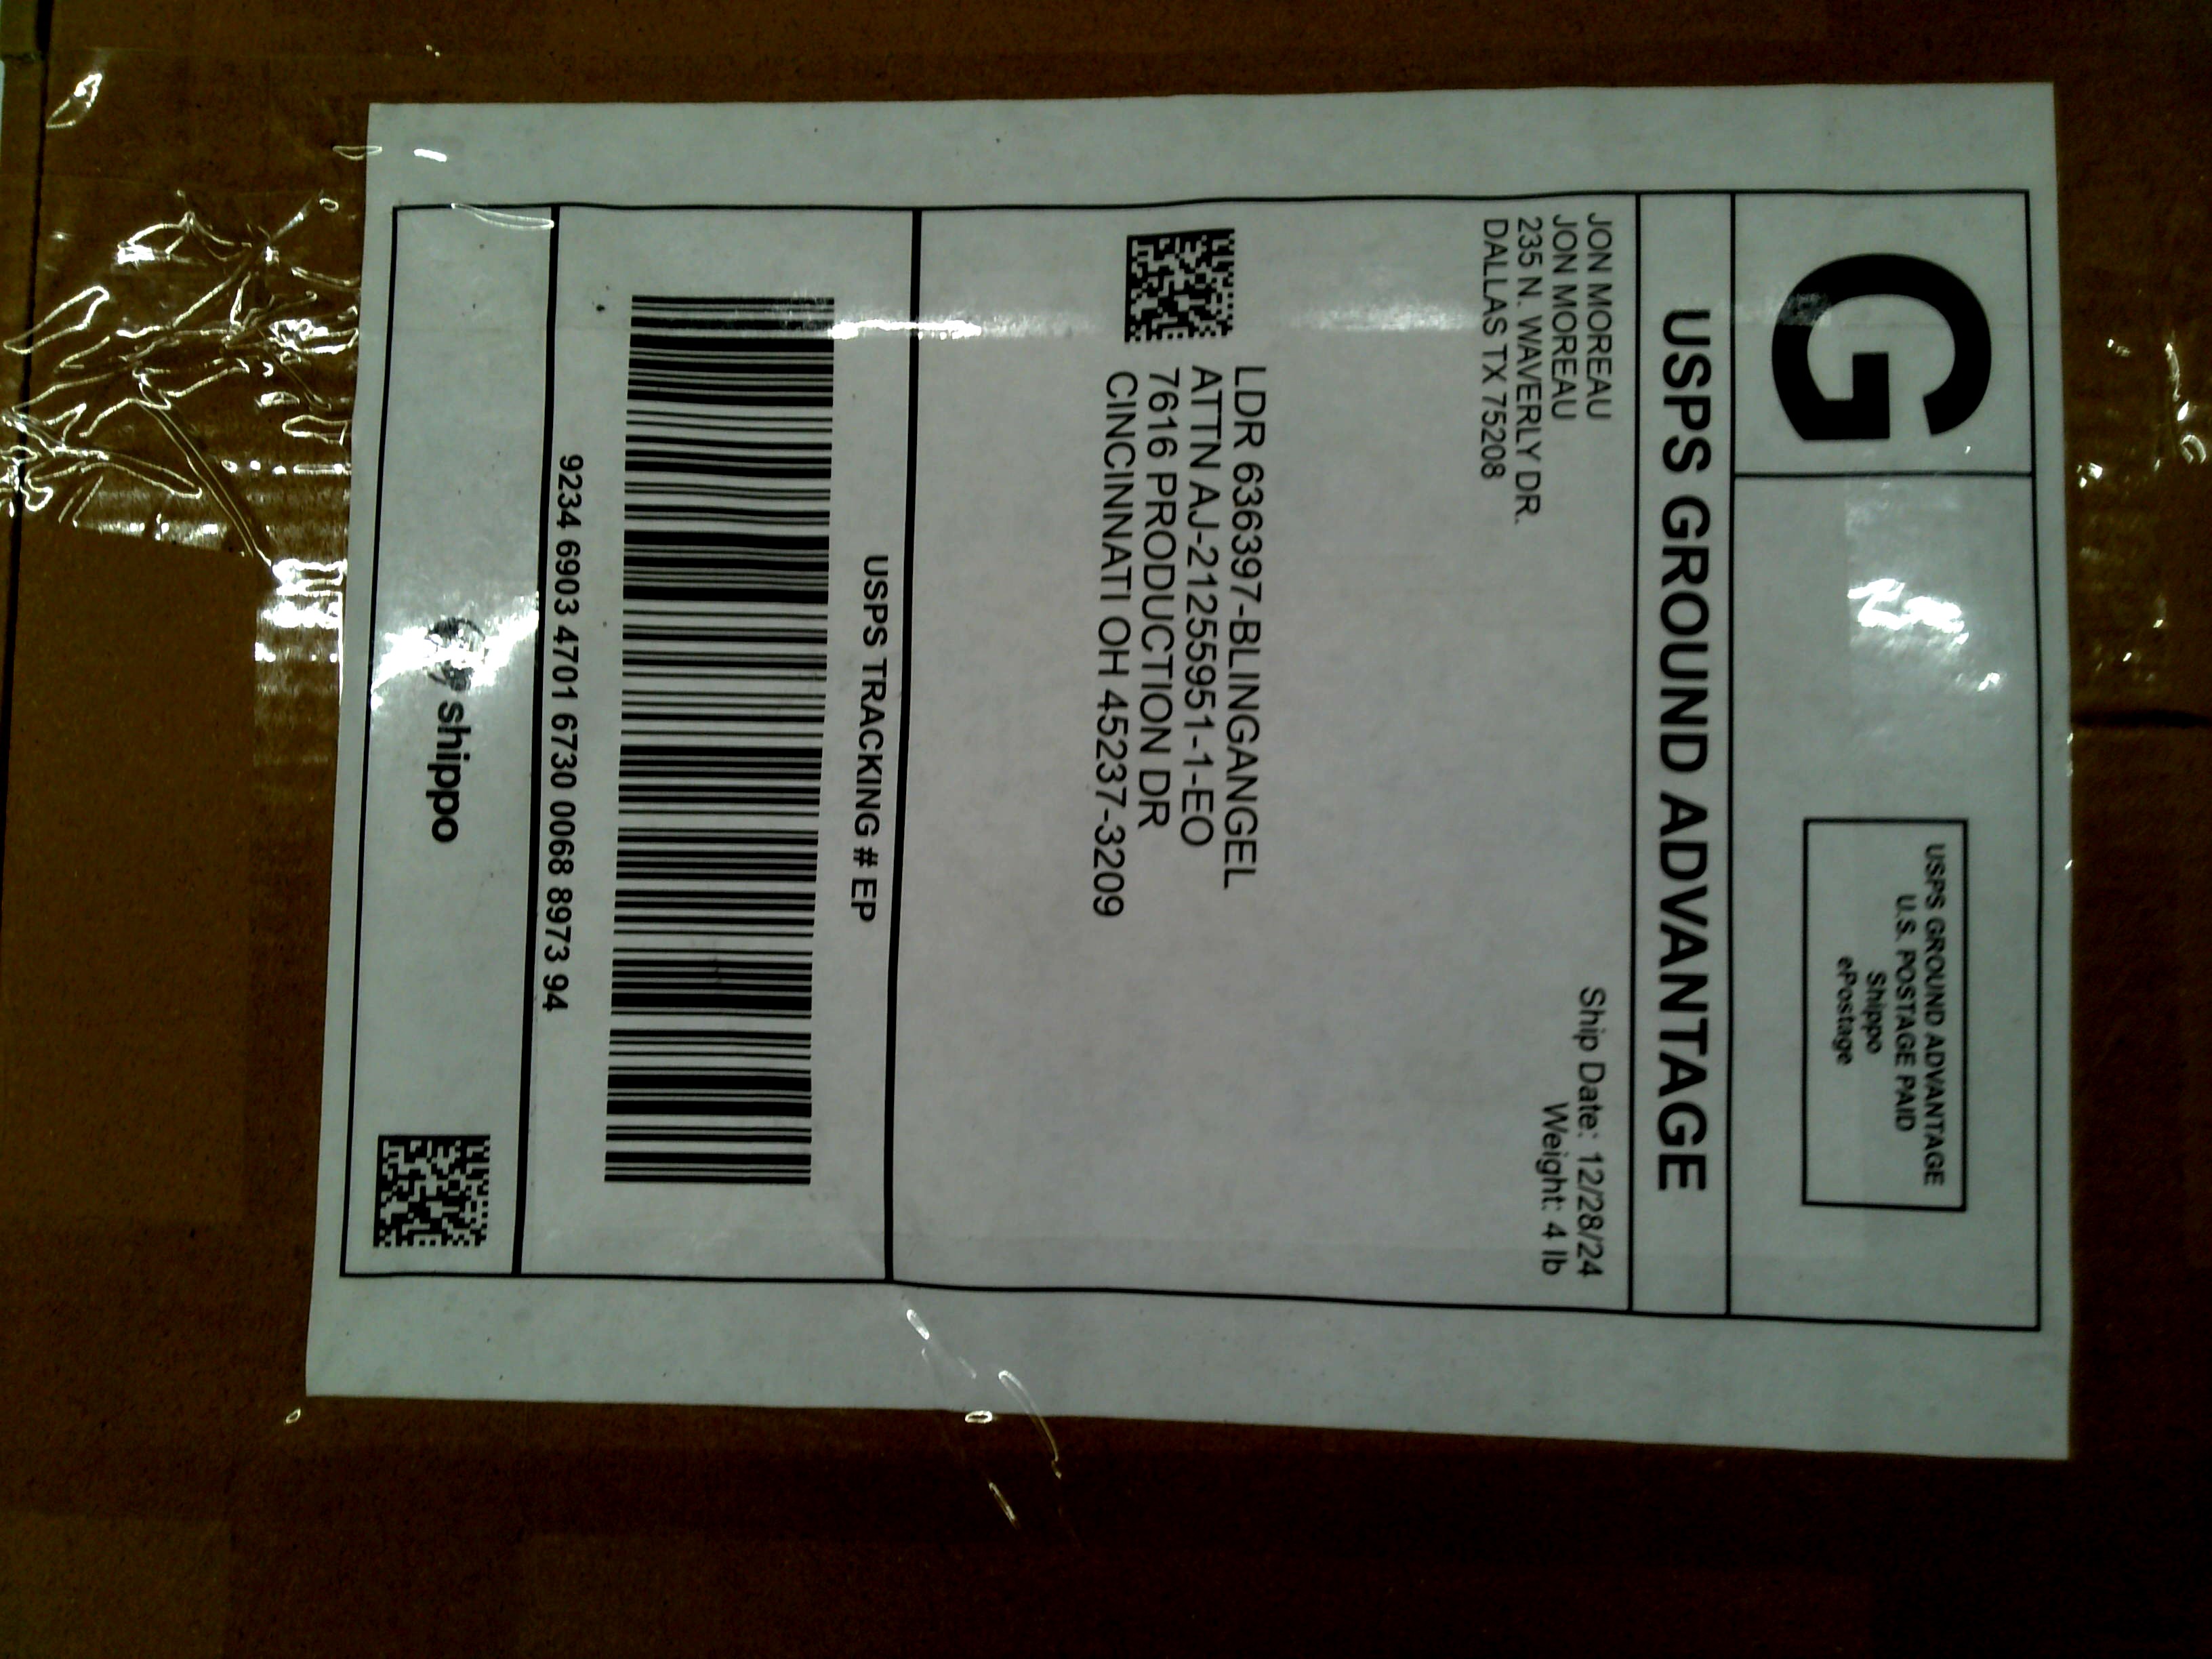 G
USPS GROUND ADVANTAGE
U.S. POSTAGE PAID
Shippo
ePostage
USPS GROUND ADVANTAGE
JON MOREAU
JON MOREAU
235 N. WAVERLY DR.
DALLAS TX 75208
Ship Date: 12/28/24
Weight: 4 lb
LDR 636397-BLINGANGEL
ATTN AJ-21255951-1-EO
7616 PRODUCTION DR
CINCINNATI OH 45237-3209
USPS TRACKING # EP
9234 6903 4701 6730 0068 8973 94
shippo